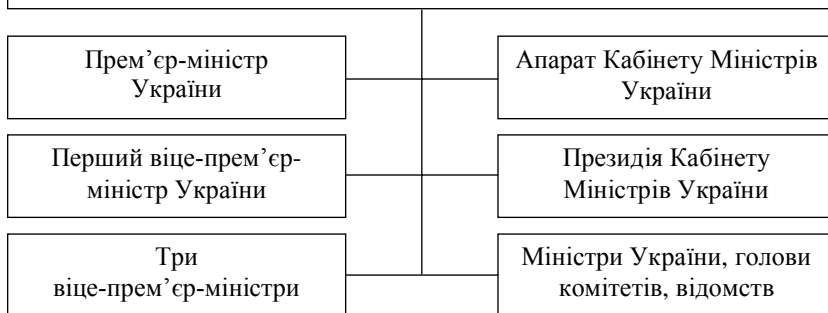 Прем’єр-міністр
України
Апарат Кабінету Міністрів
України
Перший віце-прем’єр-
міністр України
Президія Кабінету
Міністрів України
Три
віце-прем’єр-міністри
Міністри України, голови
комітетів, відомств